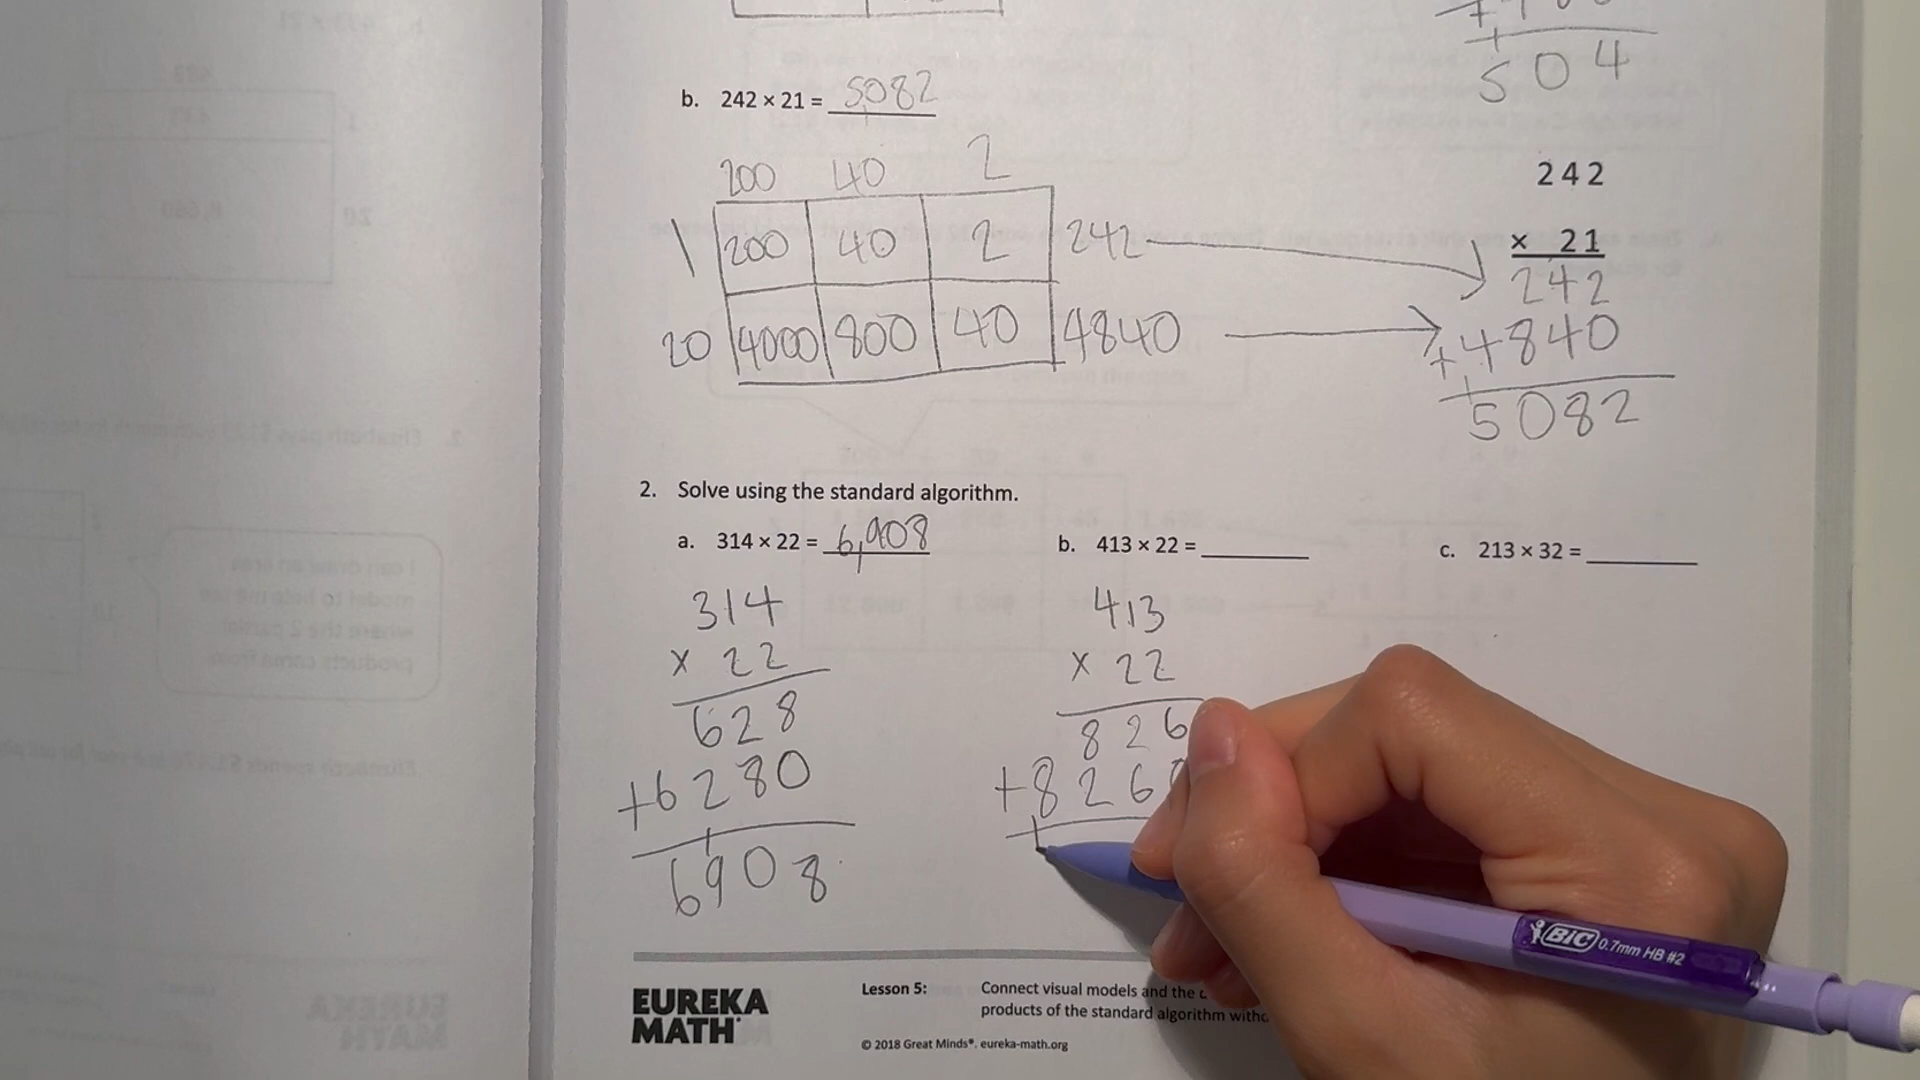 504
b. 242 × 21 = 5082
200 40 2
1 200 40 2 242
20 4000 800 40 4840
242
× 21
242
+ 4840
5082
2. Solve using the standard algorithm.
a. 314 × 22 = 6,908
314
× 22
628
+6280
6908
b. 413 × 22 =
413
× 22
826
+826
c. 213 × 32 =
BIC 0.7mm HB #2
EUREKA
MATH
Lesson 5: Connect visual models and the
products of the standard algorithm
© 2018 Great Minds®. eureka-math.org